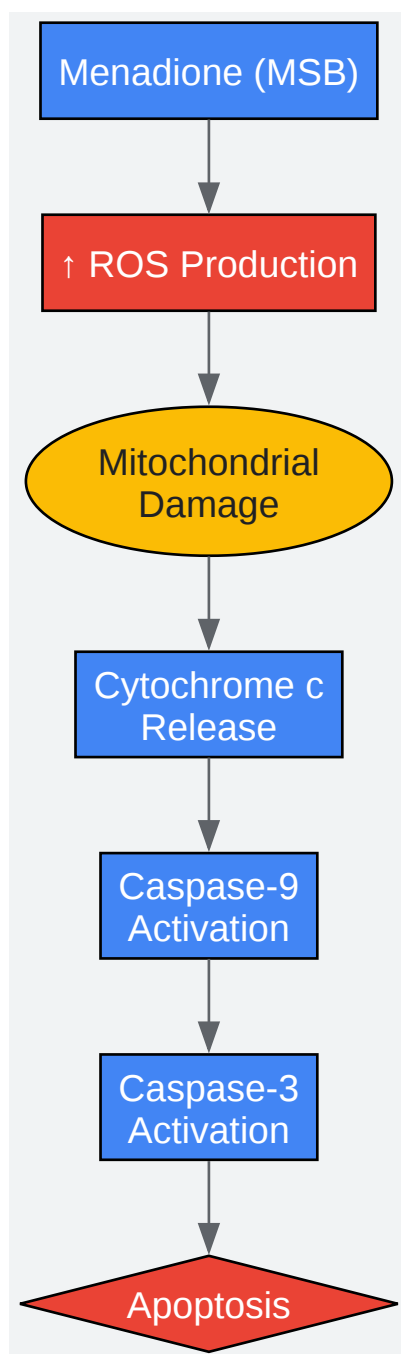 Menadione (MSB)
↑ ROS Production
Mitochondrial
Damage
Cytochrome c
Release
Caspase-9
Activation
Caspase-3
Activation
Apoptosis